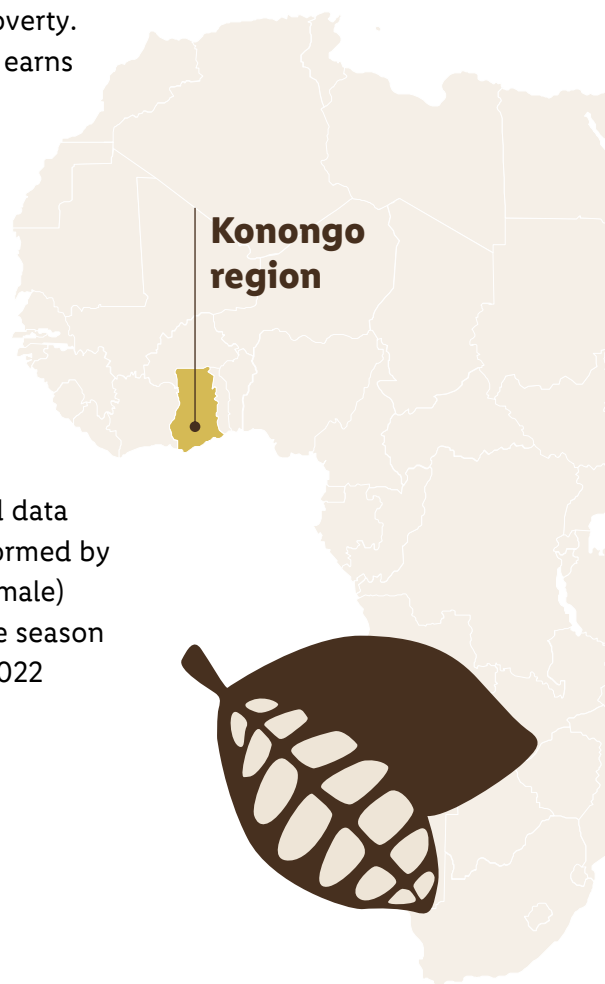 overty.
earns
Konongo
region
l data
ormed by
male)
e season
022